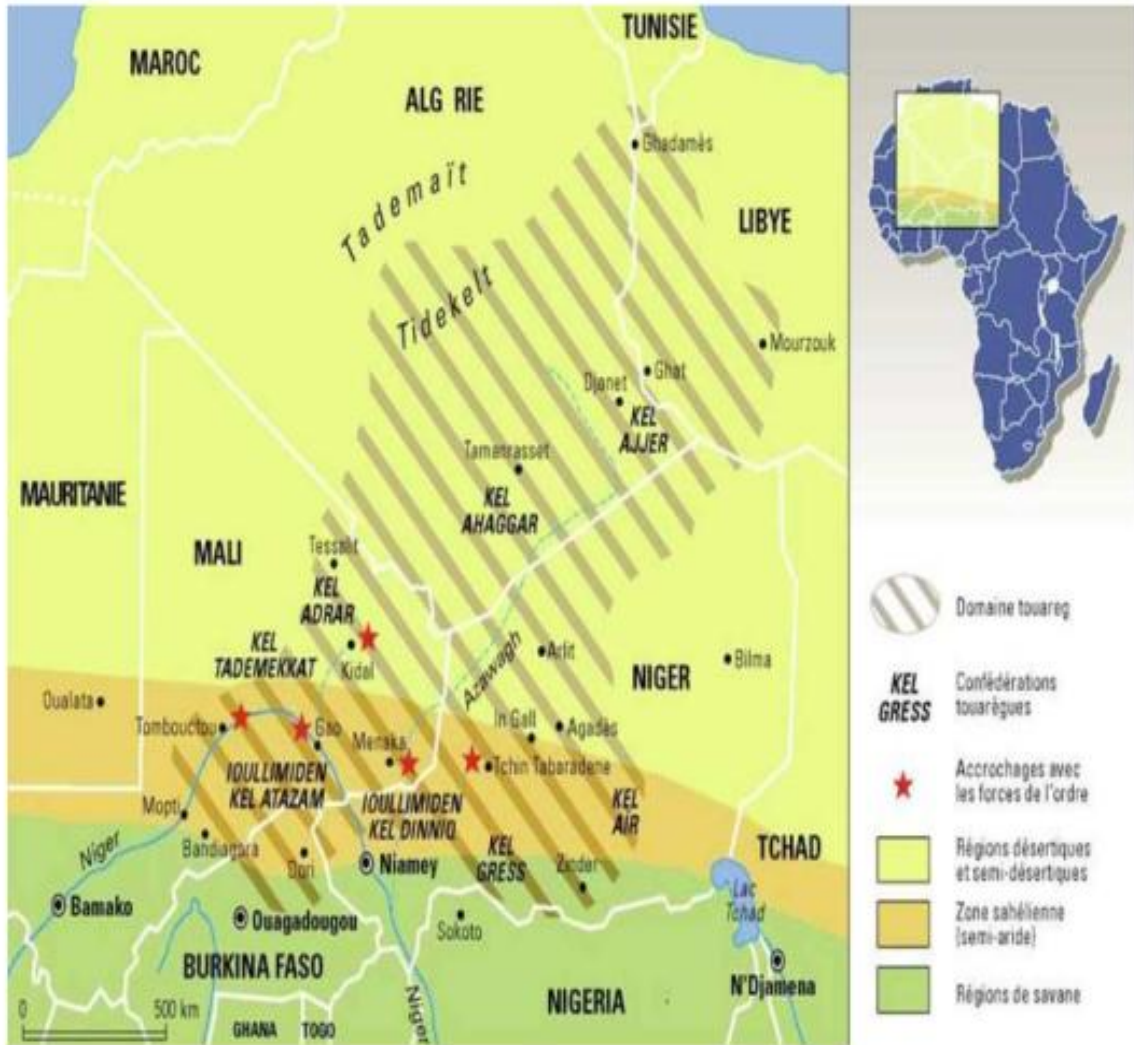 MAROC
TUNISIE
ALG RIE
Ghadamès
Tademaït
LIBYE
Tidekelt
Mourzouk
Ghat
Djanet
KEL
AJJER
Tamanrasset
KEL
AHAGGAR
MAURITANIE
MALI
Tessalit
KEL
ADRAR
KEL
TADEMEKKAT
Kidal
Arlit
Azawagh
NIGER
Bilma
Oualata
Tombouctou
Gao
In Gall
Agadès
Menaka
Tchin Tabaradene
IOULLIMIDEN
KEL ATAZAM
IOULLIMIDEN
KEL DINNIQ
KEL
AIR
Mopti
Niger
Bandiagara
Dori
Niamey
KEL
GRESS
Zinder
TCHAD
Lac
Tchad
Bamako
Ouagadougou
Sokoto
BURKINA FASO
Niger
NIGERIA
N'Djamena
0 500 km
GHANA
TOGO
Domaine touareg
KEL
GRESS
Confédérations
touarègues
Accrochages avec
les forces de l'ordre
Régions désertiques
et semi-désertiques
Zone sahélienne
(semi-aride)
Régions de savane